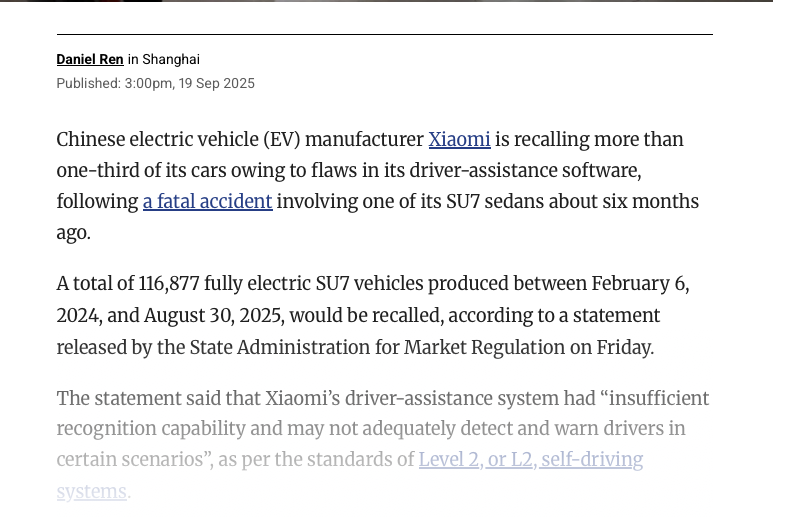 Daniel Ren in Shanghai
Published: 3:00pm, 19 Sep 2025
Chinese electric vehicle (EV) manufacturer Xiaomi is recalling more than
one-third of its cars owing to flaws in its driver-assistance software,
following a fatal accident involving one of its SU7 sedans about six months
ago.
A total of 116,877 fully electric SU7 vehicles produced between February 6,
2024, and August 30, 2025, would be recalled, according to a statement
released by the State Administration for Market Regulation on Friday.
The statement said that Xiaomi’s driver-assistance system had “insufficient
recognition capability and may not adequately detect and warn drivers in
certain scenarios”, as per the standards of Level 2, or L2, self-driving
systems.